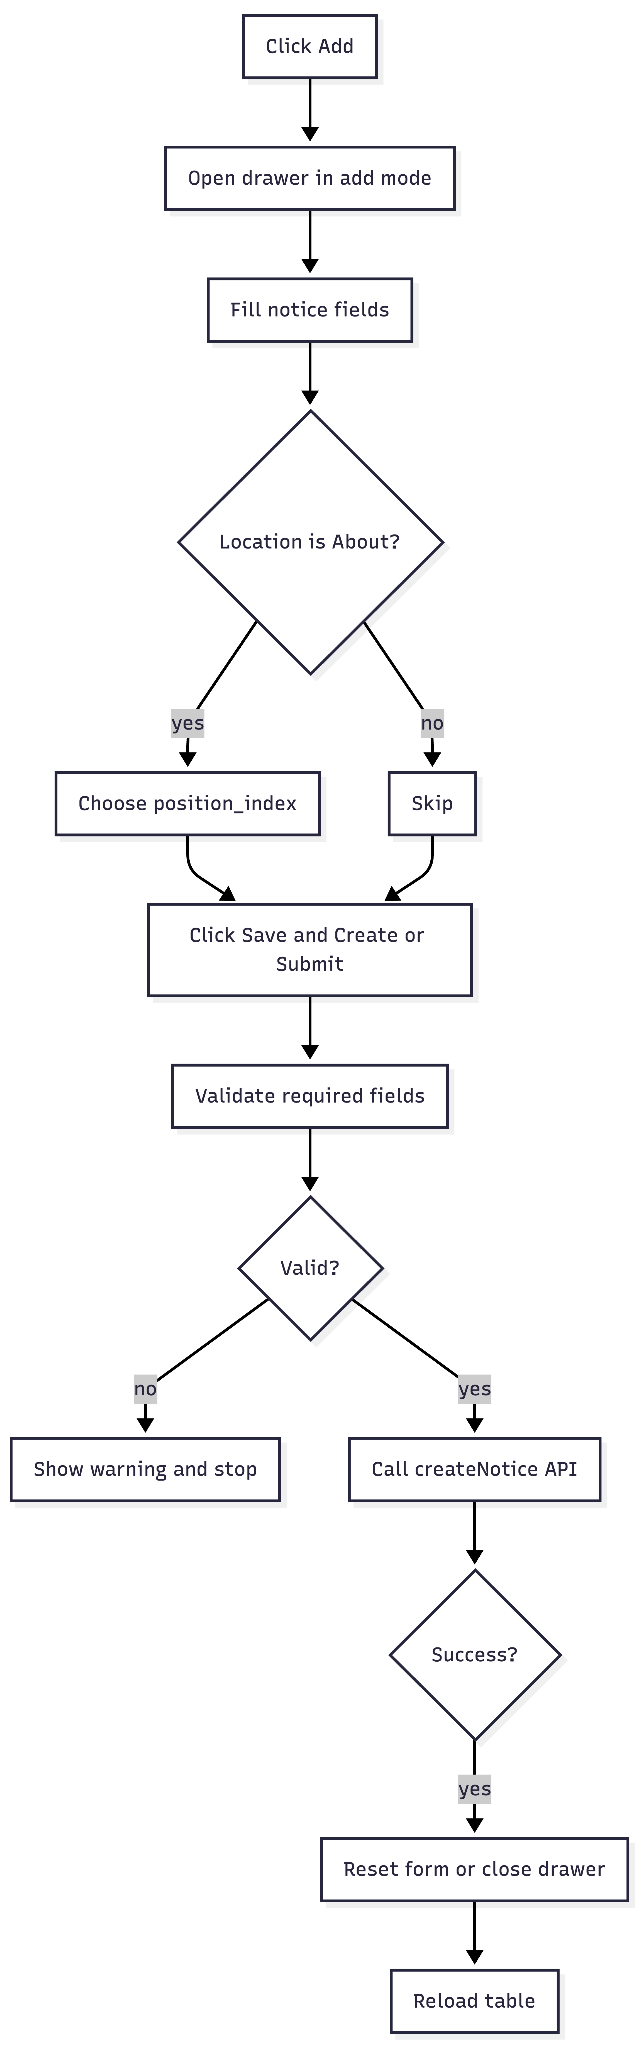 Click Add
Open drawer in add mode
Fill notice fields
Location is About?
yes
no
Choose position_index
Skip
Click Save and Create or
Submit
Validate required fields
Valid?
no
yes
Show warning and stop
Call createNotice API
Success?
yes
Reset form or close drawer
Reload table